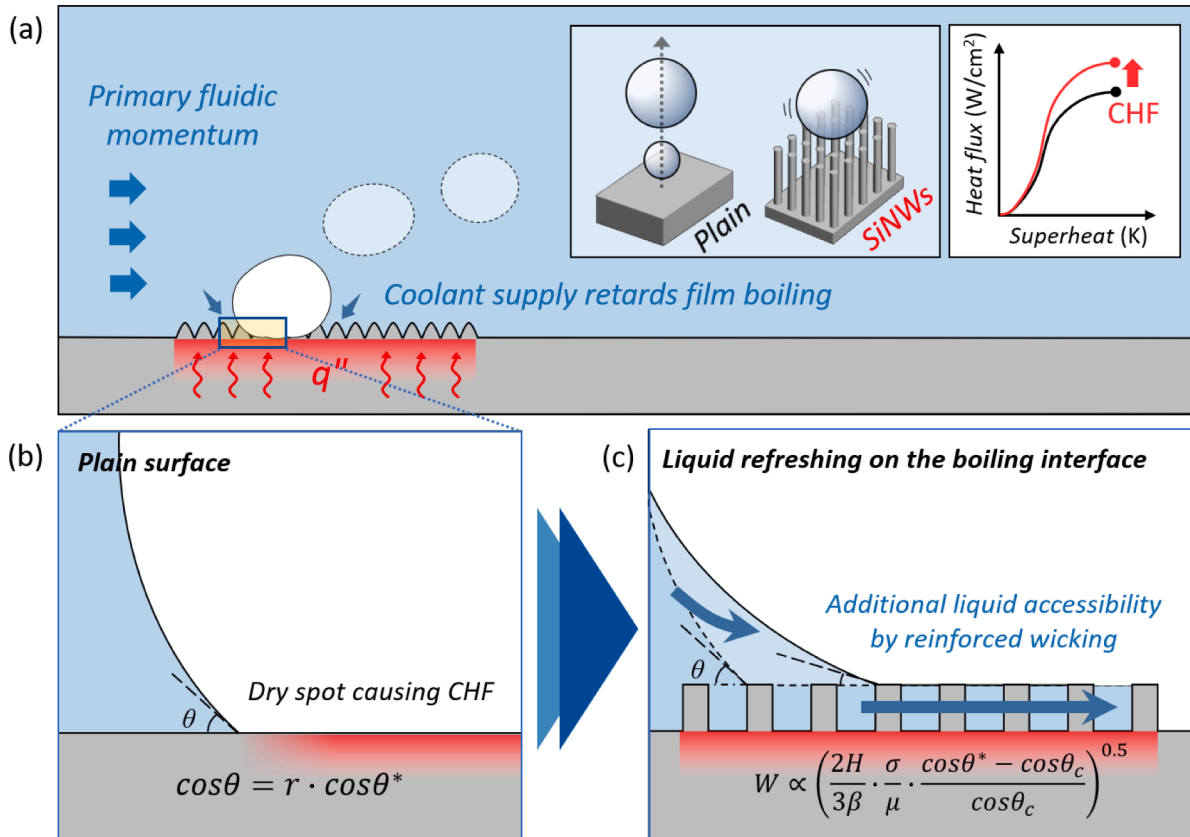 (a)
Primary fluidic
momentum
Coolant supply retards film boiling
Plain
SiNWs
Heat flux (W/cm²)
CHF
Superheat (K)
q"
(b)
Plain surface
θ
Dry spot causing CHF
cosθ = r · cosθ*
(c)
Liquid refreshing on the boiling interface
Additional liquid accessibility
by reinforced wicking
θ
W ∝ (2H/3β · σ/μ · cosθ* − cosθc/cosθc)^0.5